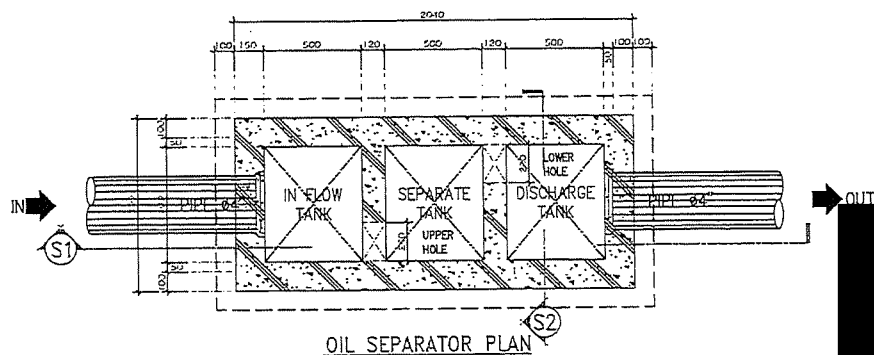 2040
100 150 500 120 500 120 500 50 100 100
100
50
LOWER
HOLE
IN FLOW
TANK
SEPARATE
TANK
DISCHARGE
TANK
UPPER
HOLE
IN
PIPE Ø4"
PIPE Ø4"
OUT
50
100
S1
S2
OIL SEPARATOR PLAN